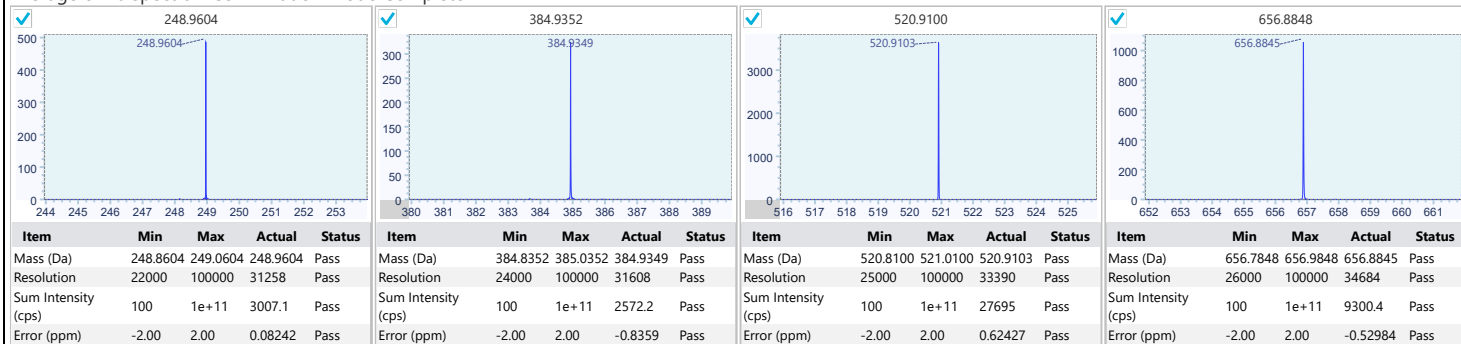 248.9604
384.9352
520.9100
656.8848
500
400
300
200
100
0
248.9604
244 245 246 247 248 249 250 251 252 253
300
250
200
150
100
50
0
384.9349
380 381 382 383 384 385 386 387 388 389
3000
2000
1000
0
520.9103
516 517 518 519 520 521 522 523 524 525
1000
800
600
400
200
0
656.8845
652 653 654 655 656 657 658 659 660 661
Item Min Max Actual Status
Mass (Da) 248.8604 249.0604 248.9604 Pass
Resolution 22000 100000 31258 Pass
Sum Intensity
(cps) 100 1e+11 3007.1 Pass
Error (ppm) -2.00 2.00 0.08242 Pass
Item Min Max Actual Status
Mass (Da) 384.8352 385.0352 384.9349 Pass
Resolution 24000 100000 31608 Pass
Sum Intensity
(cps) 100 1e+11 2572.2 Pass
Error (ppm) -2.00 2.00 -0.8359 Pass
Item Min Max Actual Status
Mass (Da) 520.8100 521.0100 520.9103 Pass
Resolution 25000 100000 33390 Pass
Sum Intensity
(cps) 100 1e+11 27695 Pass
Error (ppm) -2.00 2.00 0.62427 Pass
Item Min Max Actual Status
Mass (Da) 656.7848 656.9848 656.8845 Pass
Resolution 26000 100000 34684 Pass
Sum Intensity
(cps) 100 1e+11 9300.4 Pass
Error (ppm) -2.00 2.00 -0.52984 Pass